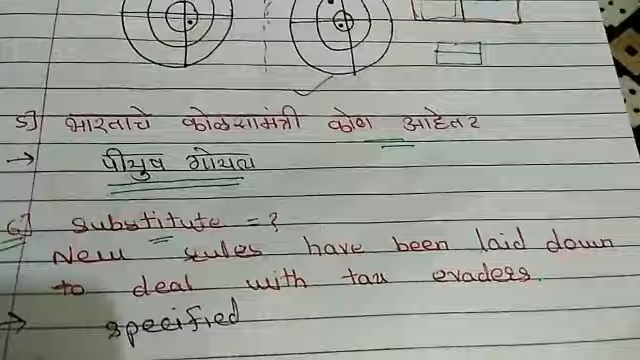 5] भारताचे कोळसामंत्री कोण आहेत?
→ पीयुष गोयल
6] substitute = ?
New rules have been laid down
to deal with tax evaders.
→ specified